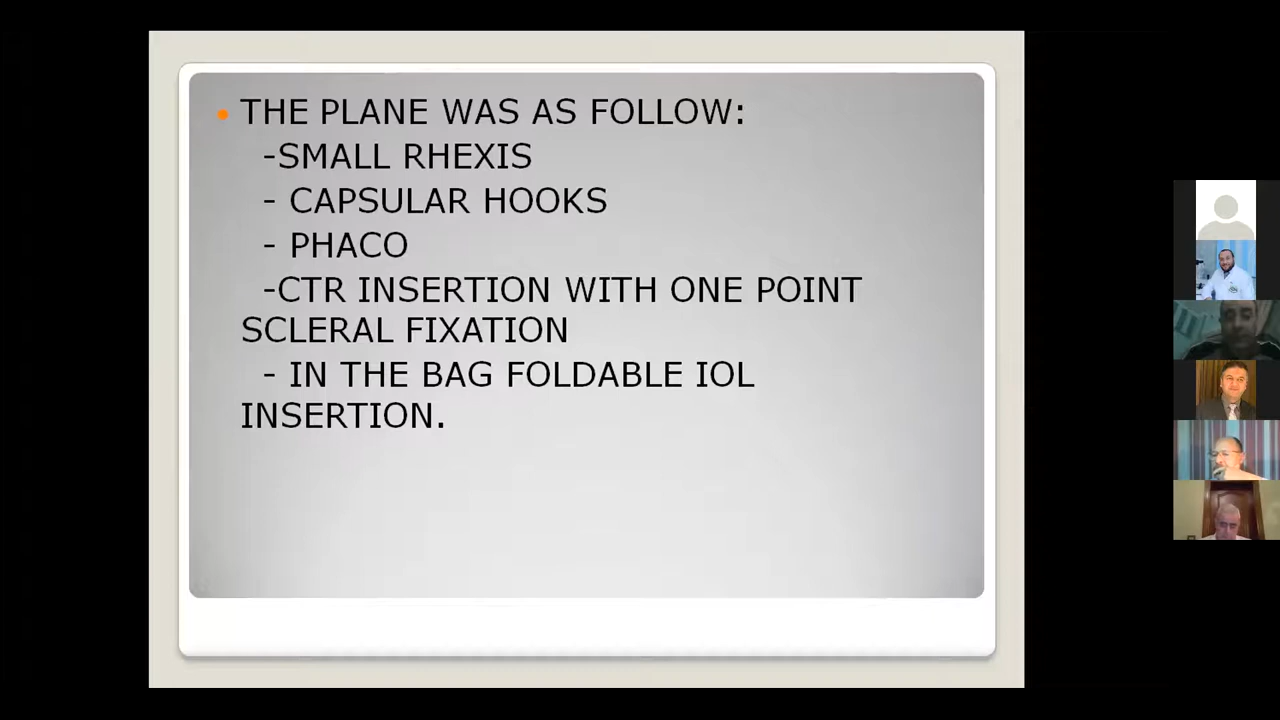 THE PLANE WAS AS FOLLOW:
-SMALL RHEXIS
- CAPSULAR HOOKS
- PHACO
-CTR INSERTION WITH ONE POINT
SCLERAL FIXATION
- IN THE BAG FOLDABLE IOL
INSERTION.